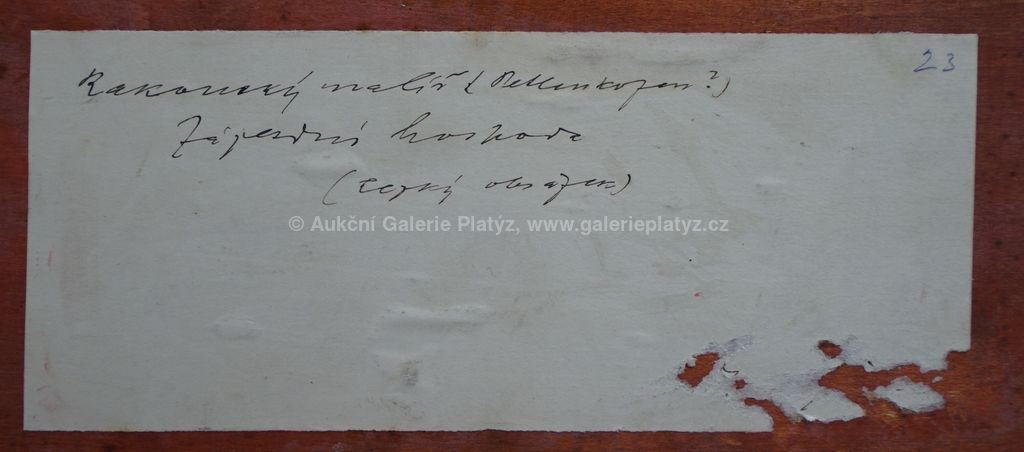 23
Rakouský malíř (Pettenkofen?)
Zájezdní hospoda
(český obrázek)
© Aukční Galerie Platýz, www.galerieplatyz.cz